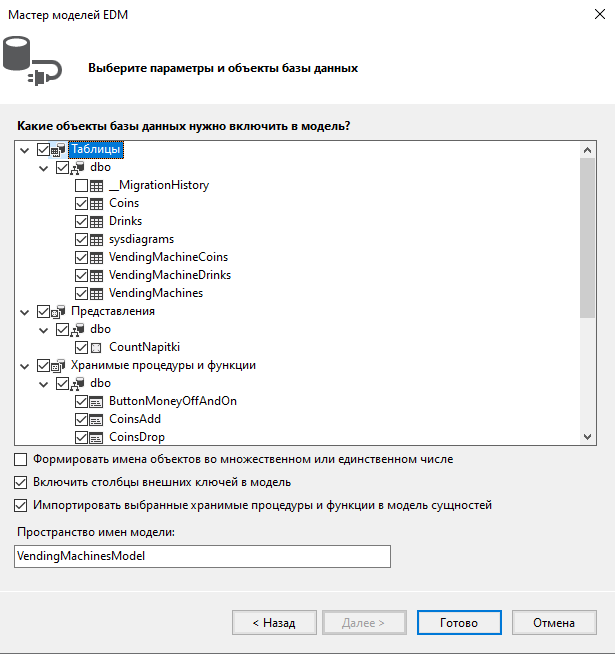 Мастер моделей EDM
Выберите параметры и объекты базы данных
Какие объекты базы данных нужно включить в модель?
Таблицы
dbo
__MigrationHistory
Coins
Drinks
sysdiagrams
VendingMachineCoins
VendingMachineDrinks
VendingMachines
Представления
dbo
CountNapitki
Хранимые процедуры и функции
dbo
ButtonMoneyOffAndOn
CoinsAdd
CoinsDrop
Формировать имена объектов во множественном или единственном числе
Включить столбцы внешних ключей в модель
Импортировать выбранные хранимые процедуры и функции в модель сущностей
Пространство имен модели:
VendingMachinesModel
< Назад
Далее >
Готово
Отмена